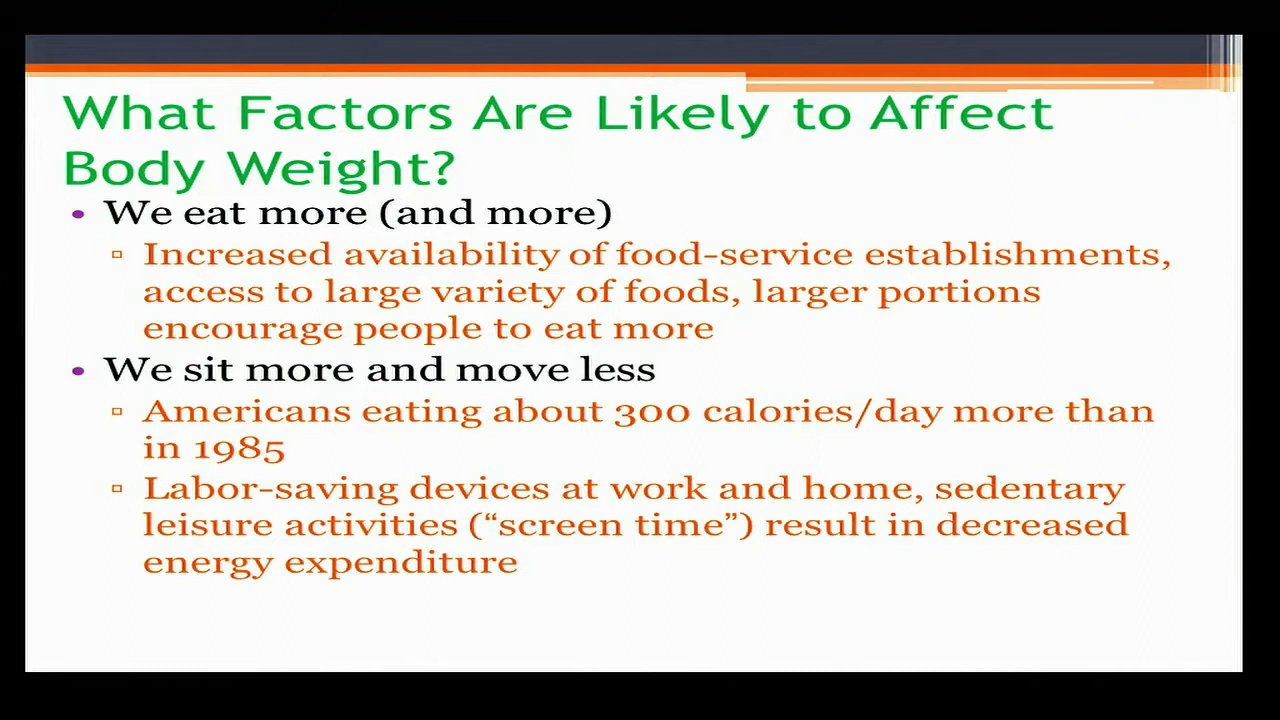 What Factors Are Likely to Affect
Body Weight?
• We eat more (and more)
▫ Increased availability of food-service establishments,
access to large variety of foods, larger portions
encourage people to eat more
• We sit more and move less
▫ Americans eating about 300 calories/day more than
in 1985
▫ Labor-saving devices at work and home, sedentary
leisure activities (“screen time”) result in decreased
energy expenditure